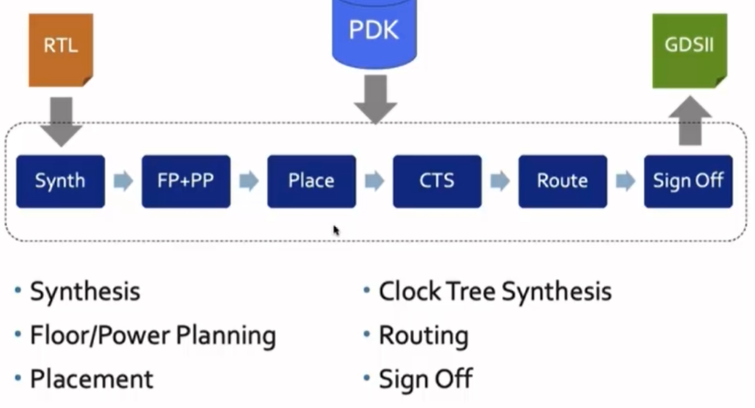 RTL
PDK
GDSII
Synth
FP+PP
Place
CTS
Route
Sign Off
• Synthesis
• Floor/Power Planning
• Placement
• Clock Tree Synthesis
• Routing
• Sign Off